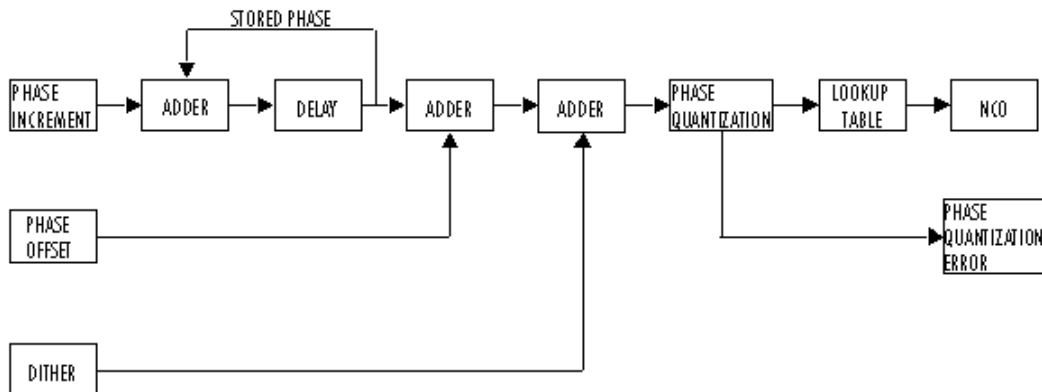 STORED PHASE
PHASE
INCREMENT
ADDER
DELAY
ADDER
ADDER
PHASE
QUANTIZATION
LOOKUP
TABLE
NCO
PHASE
OFFSET
PHASE
QUANTIZATION
ERROR
DITHER